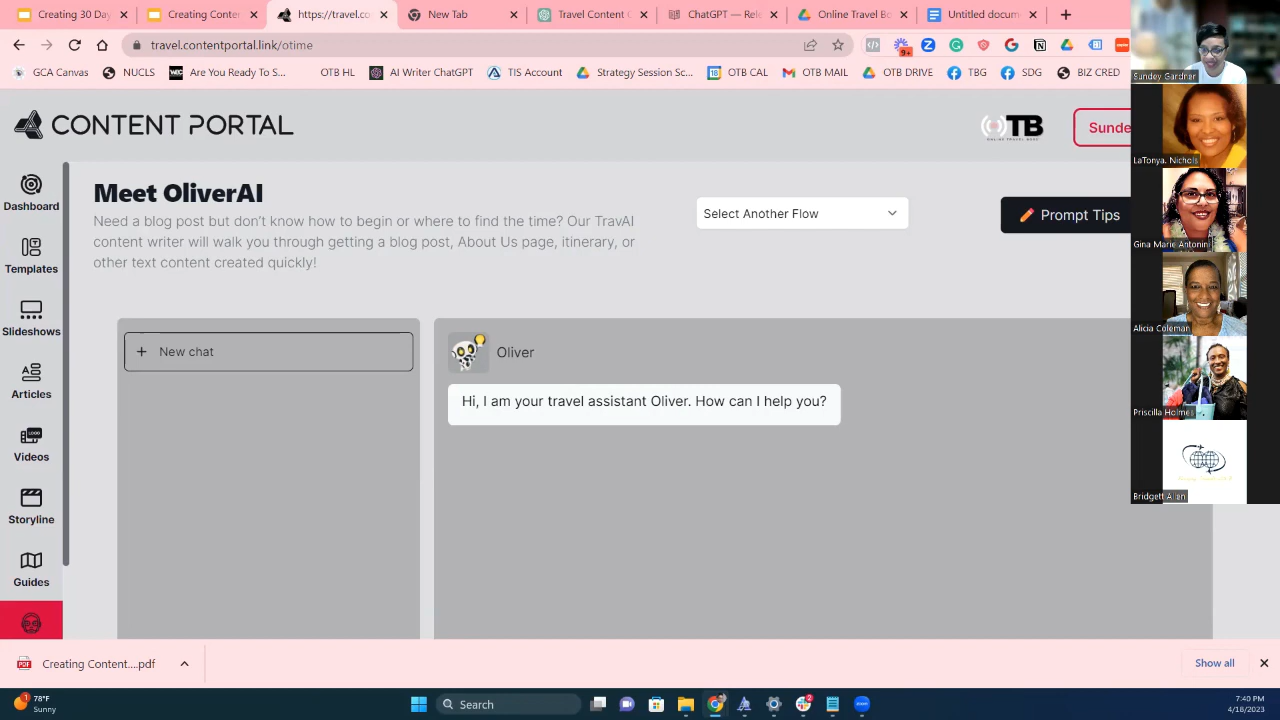 Creating 30 Day
Creating Conte
https://travel.co
New Tab
Travel Content C
ChatGPT — Rele
Online Travel Bo
Untitled docum
travel.contentportal.link/otime
9+
GCA Canvas
NUCLS
Are You Ready To S...
OTB HL
AI Writer ChatGPT
TPS Account
Strategy Session Sc...
OTB CAL
OTB MAIL
OTB DRIVE
TBG
SDG
BIZ CRED
CONTENT PORTAL
OTB
Sunde
Dashboard
Templates
Slideshows
Articles
Videos
Storyline
Guides
Meet OliverAI
Need a blog post but don't know how to begin or where to find the time? Our TravAI
content writer will walk you through getting a blog post, About Us page, itinerary, or
other text content created quickly!
Select Another Flow
Prompt Tips
New chat
Oliver
Hi, I am your travel assistant Oliver. How can I help you?
Sundey Gardner
LaTonya. Nichols
Gina Marie Antonin
Alicia Coleman
Priscilla Holmes
Bridgett Allen
Creating Content....pdf
Show all
78°F
Sunny
Search
7:40 PM
4/18/2023